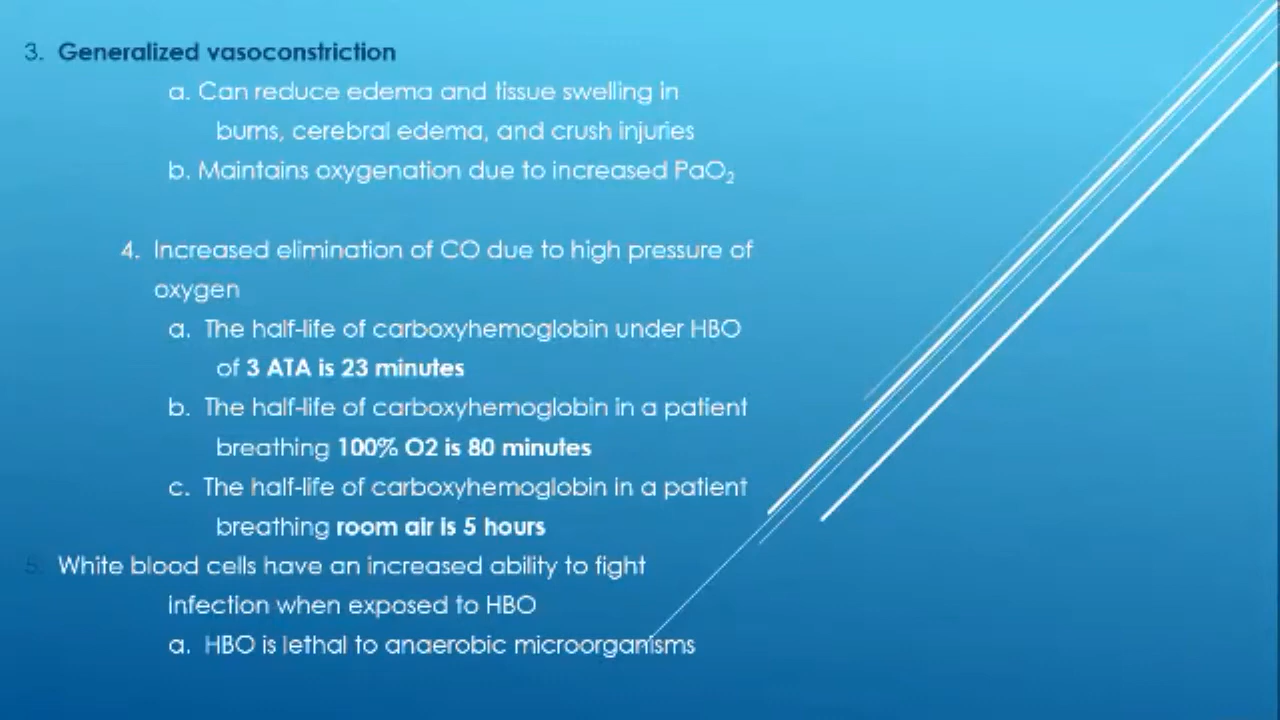 3. Generalized vasoconstriction
a. Can reduce edema and tissue swelling in
burns, cerebral edema, and crush injuries
b. Maintains oxygenation due to increased PaO₂
4. Increased elimination of CO due to high pressure of
oxygen
a. The half-life of carboxyhemoglobin under HBO
of 3 ATA is 23 minutes
b. The half-life of carboxyhemoglobin in a patient
breathing 100% O2 is 80 minutes
c. The half-life of carboxyhemoglobin in a patient
breathing room air is 5 hours
5. White blood cells have an increased ability to fight
infection when exposed to HBO
a. HBO is lethal to anaerobic microorganisms